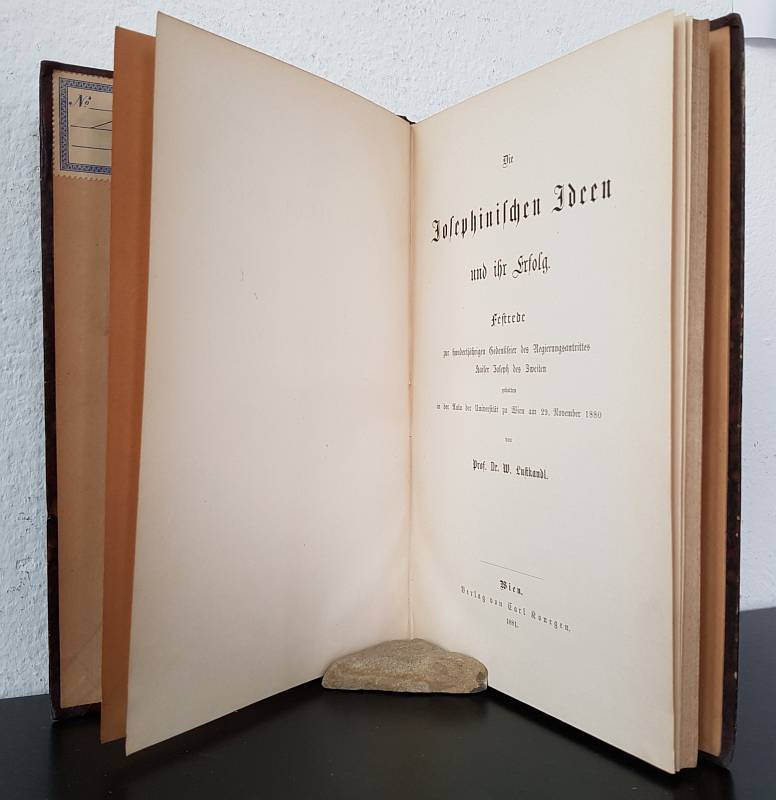 Nº
Die
Josephinischen Ideen
und ihr Erfolg.
Festrede
zur hundertjährigen Gedenkfeier des Regierungsantrittes
Kaiser Joseph des Zweiten
gehalten
in der Aula der Universität zu Wien am 29. November 1880
von
Prof. Dr. W. Lustkandl.
Wien.
Verlag von Carl Konegen.
1881.